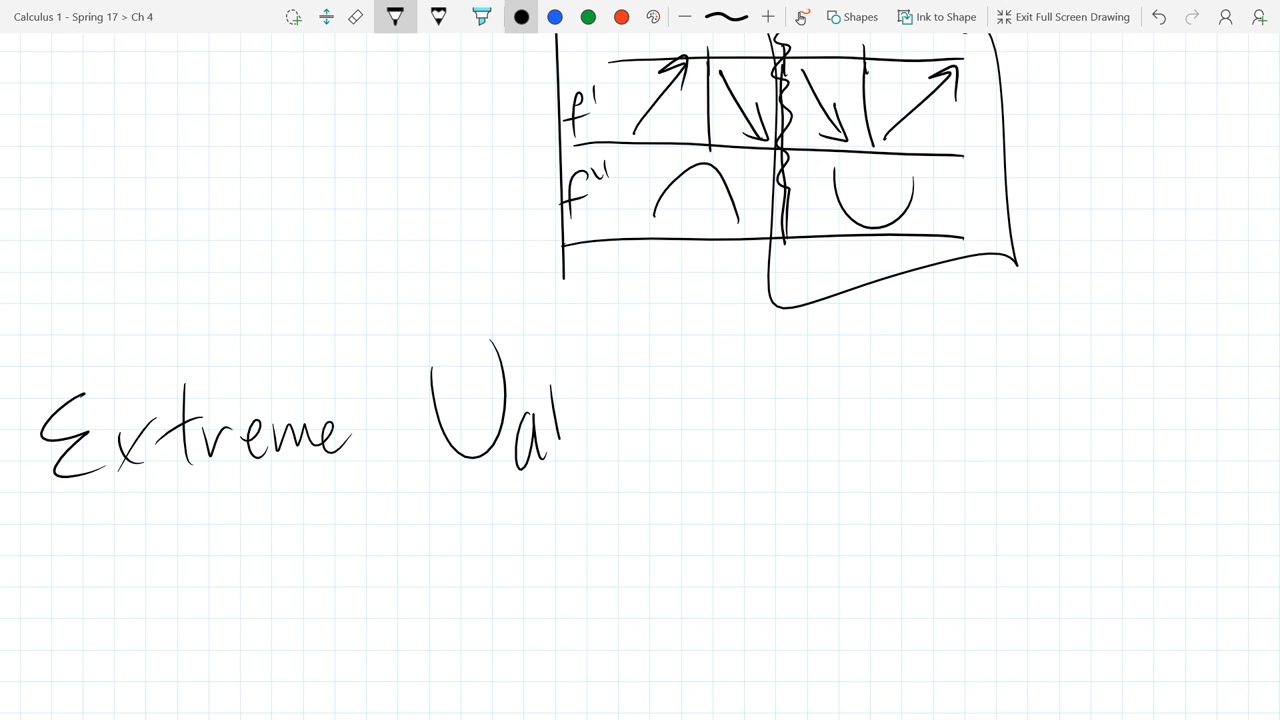 Calculus 1 - Spring 17 > Ch 4
Shapes
Ink to Shape
Exit Full Screen Drawing
f'
f"
Extreme Val